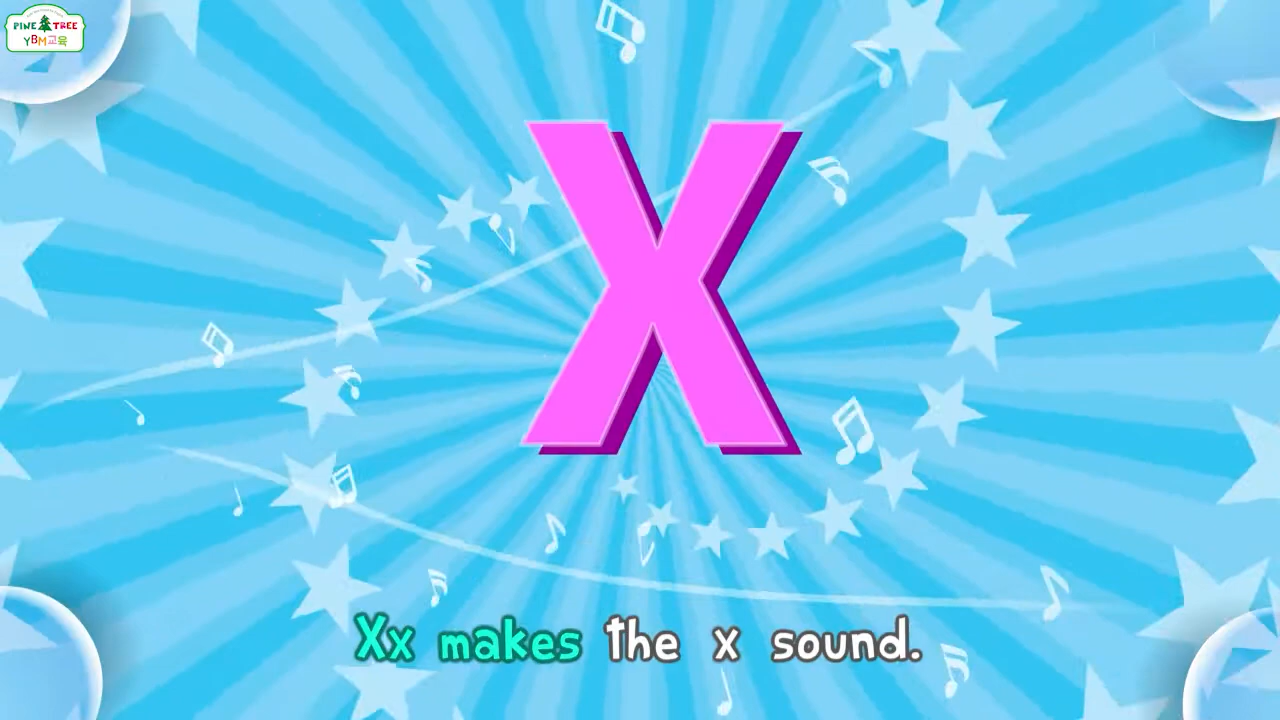 PINE TREE
YBM교육
X
Xx makes the x sound.